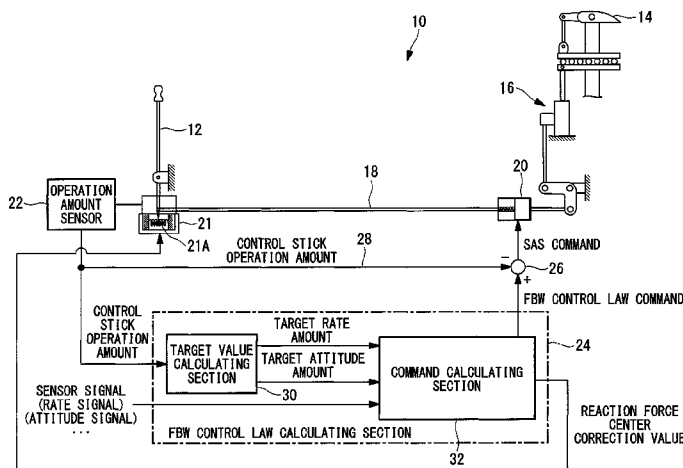 10
14
16
12
20
18
22
OPERATION
AMOUNT
SENSOR
21
21A
SAS COMMAND
CONTROL STICK
OPERATION AMOUNT
28
−
26
+
FBW CONTROL LAW COMMAND
CONTROL
STICK
OPERATION
AMOUNT
TARGET RATE
AMOUNT
24
TARGET VALUE
CALCULATING
SECTION
TARGET ATTITUDE
AMOUNT
COMMAND CALCULATING
SECTION
30
SENSOR SIGNAL
(RATE SIGNAL)
(ATTITUDE SIGNAL)
...
REACTION FORCE
CENTER
CORRECTION VALUE
FBW CONTROL LAW CALCULATING SECTION
32